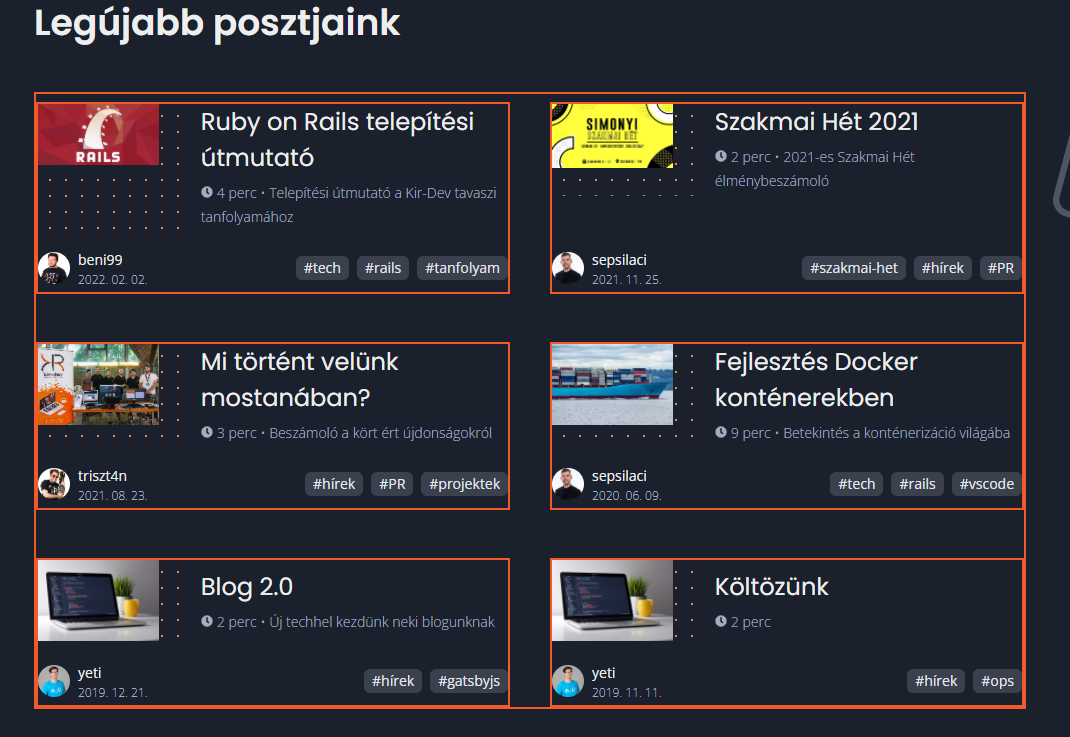 Legújabb posztjaink
RAILS
Ruby on Rails telepítési
útmutató
4 perc • Telepítési útmutató a Kir-Dev tavaszi
tanfolyamához
beni99
2022. 02. 02.
#tech #rails #tanfolyam
SIMONYI
SZAKMAI HÉT
Szakmai Hét 2021
2 perc • 2021-es Szakmai Hét
élménybeszámoló
sepsilaci
2021. 11. 25.
#szakmai-het #hírek #PR
Mi történt velünk
mostanában?
3 perc • Beszámoló a kört ért újdonságokról
triszt4n
2021. 08. 23.
#hírek #PR #projektek
Fejlesztés Docker
konténerekben
9 perc • Betekintés a konténerizáció világába
sepsilaci
2020. 06. 09.
#tech #rails #vscode
Blog 2.0
2 perc • Új techhel kezdünk neki blogunknak
yeti
2019. 12. 21.
#hírek #gatsbyjs
Költözünk
2 perc
yeti
2019. 11. 11.
#hírek #ops